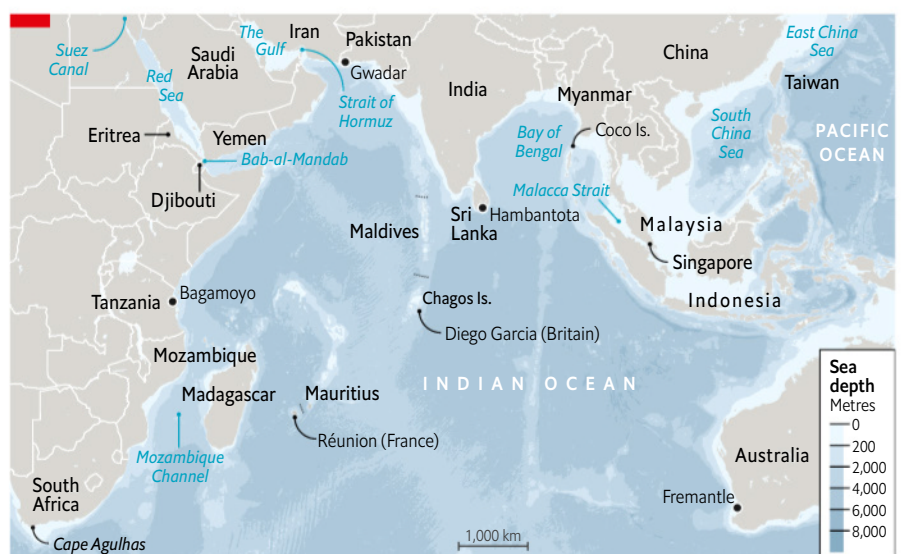 Suez
Canal
Red
Sea
Saudi
Arabia
The
Gulf
Iran
Pakistan
Gwadar
Strait of
Hormuz
India
China
East China
Sea
Taiwan
Myanmar
Coco Is.
Bay of
Bengal
South
China
Sea
PACIFIC
OCEAN
Eritrea
Yemen
Bab-al-Mandab
Djibouti
Malacca Strait
Maldives
Sri
Lanka
Hambantota
Malaysia
Singapore
Indonesia
Tanzania
Bagamoyo
Chagos Is.
Diego Garcia (Britain)
Mozambique
Madagascar
Mauritius
INDIAN OCEAN
Réunion (France)
Mozambique
Channel
South
Africa
Cape Agulhas
Australia
Fremantle
1,000 km
Sea
depth
Metres
0
200
2,000
4,000
6,000
8,000